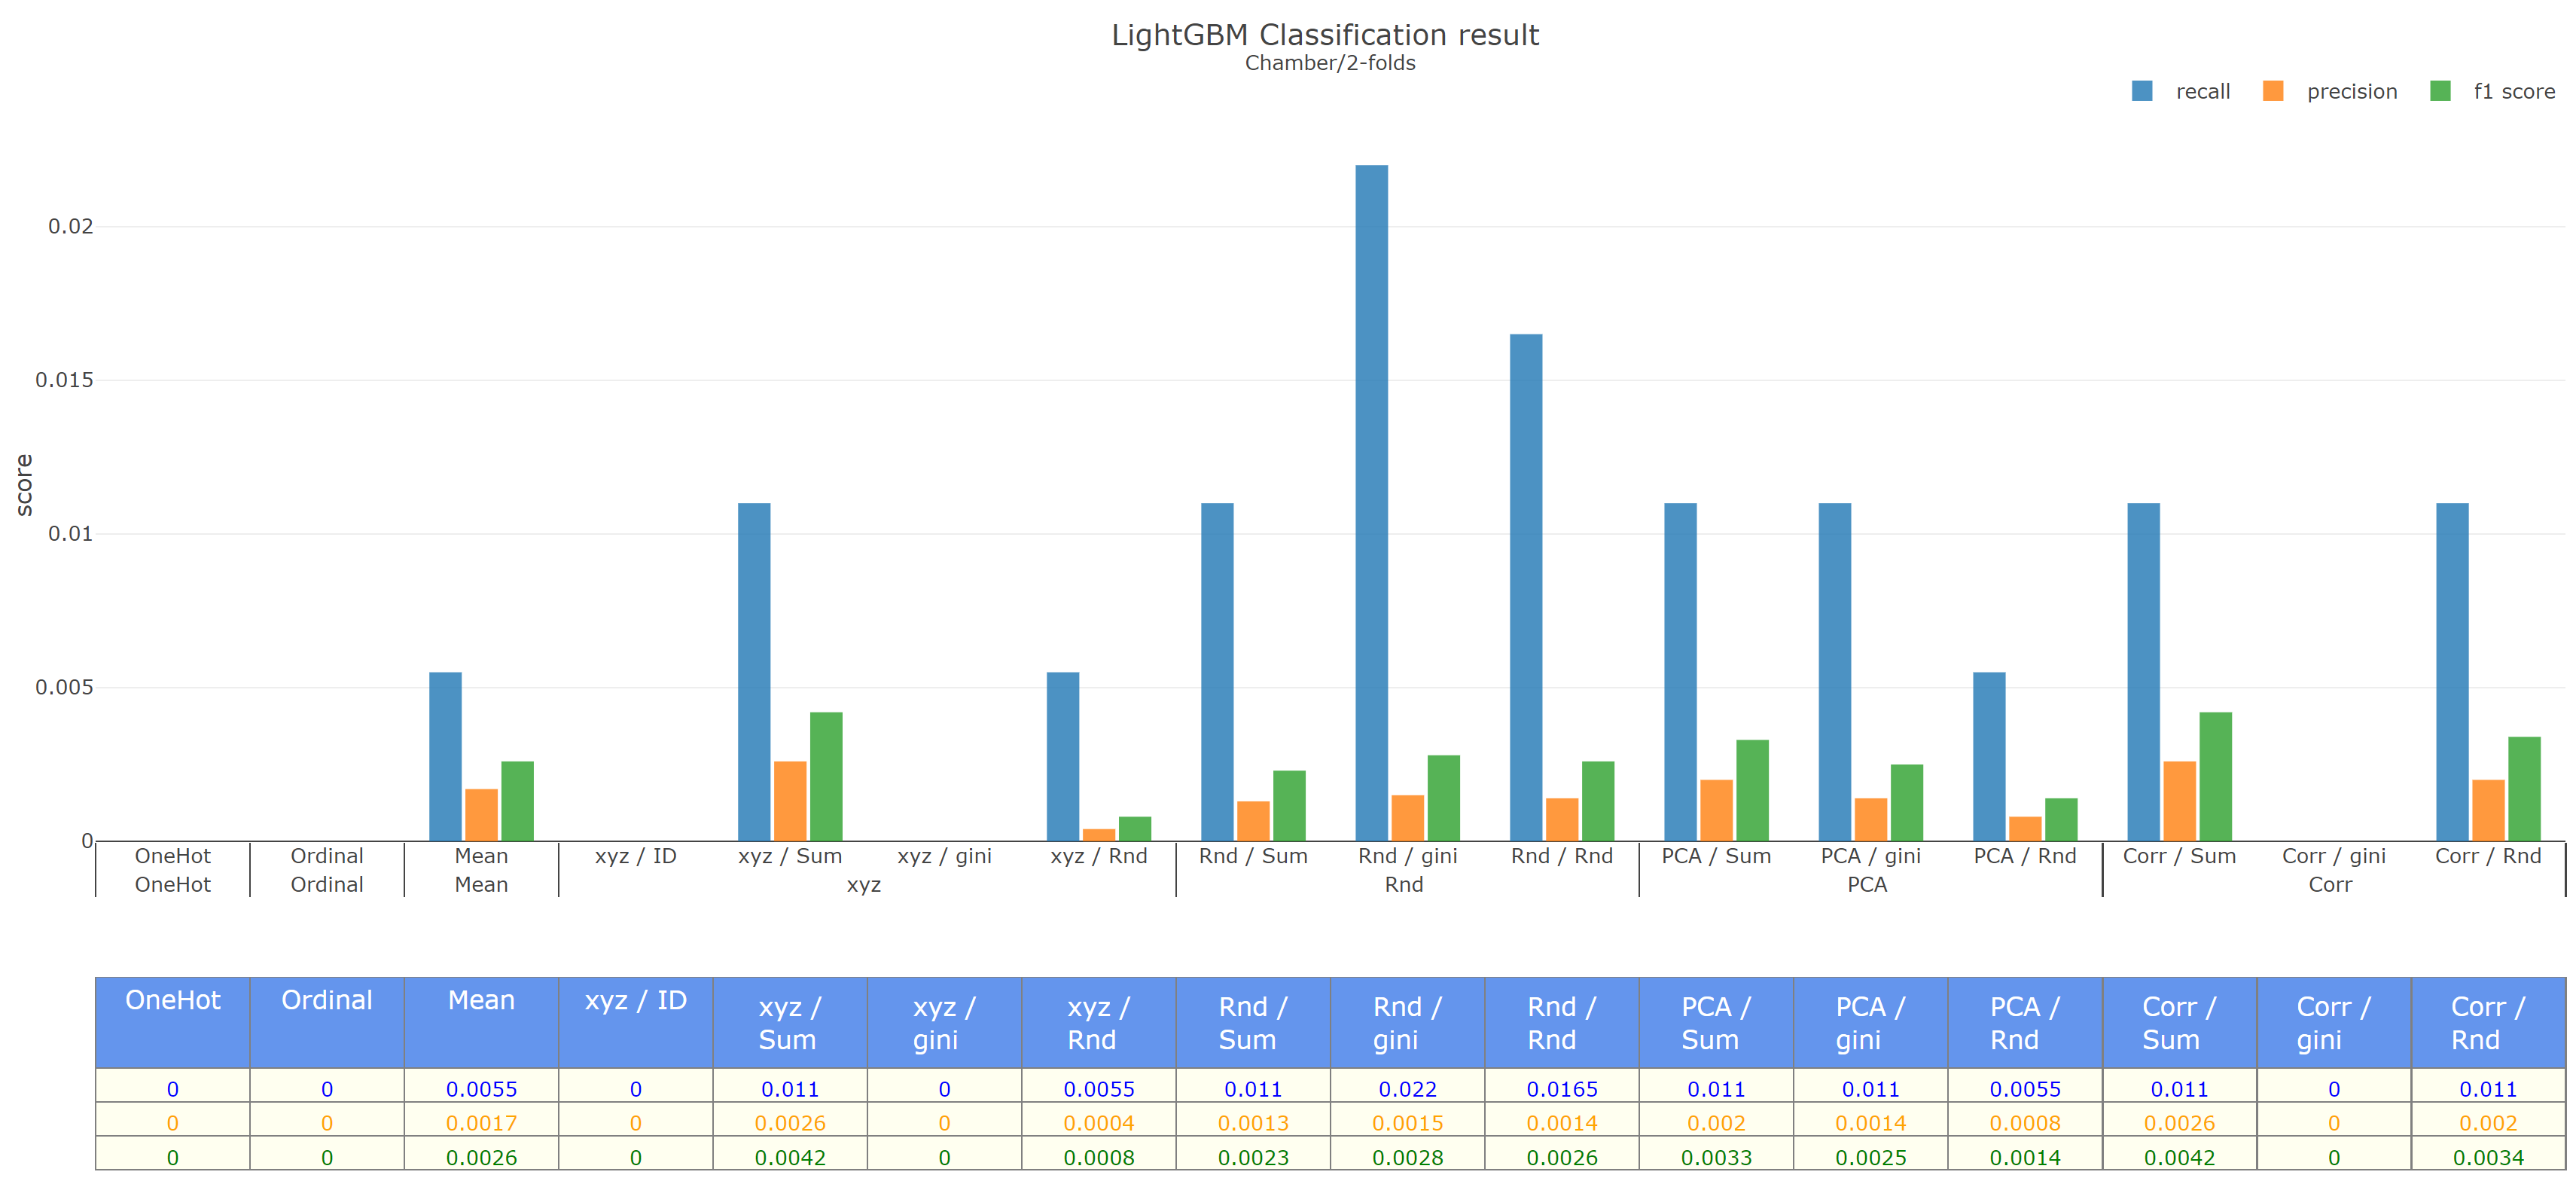 LightGBM Classification result
Chamber/2-folds
recall precision f1 score
0.02
0.015
0.01
0.005
0
score
OneHot Ordinal Mean xyz / ID xyz / Sum xyz / gini xyz / Rnd Rnd / Sum Rnd / gini Rnd / Rnd PCA / Sum PCA / gini PCA / Rnd Corr / Sum Corr / gini Corr / Rnd
OneHot Ordinal Mean xyz Rnd PCA Corr
OneHot Ordinal Mean xyz / ID xyz / Sum xyz / gini xyz / Rnd Rnd / Sum Rnd / gini Rnd / Rnd PCA / Sum PCA / gini PCA / Rnd Corr / Sum Corr / gini Corr / Rnd
0 0 0.0055 0 0.011 0 0.0055 0.011 0.022 0.0165 0.011 0.011 0.0055 0.011 0 0.011
0 0 0.0017 0 0.0026 0 0.0004 0.0013 0.0015 0.0014 0.002 0.0014 0.0008 0.0026 0 0.002
0 0 0.0026 0 0.0042 0 0.0008 0.0023 0.0028 0.0026 0.0033 0.0025 0.0014 0.0042 0 0.0034